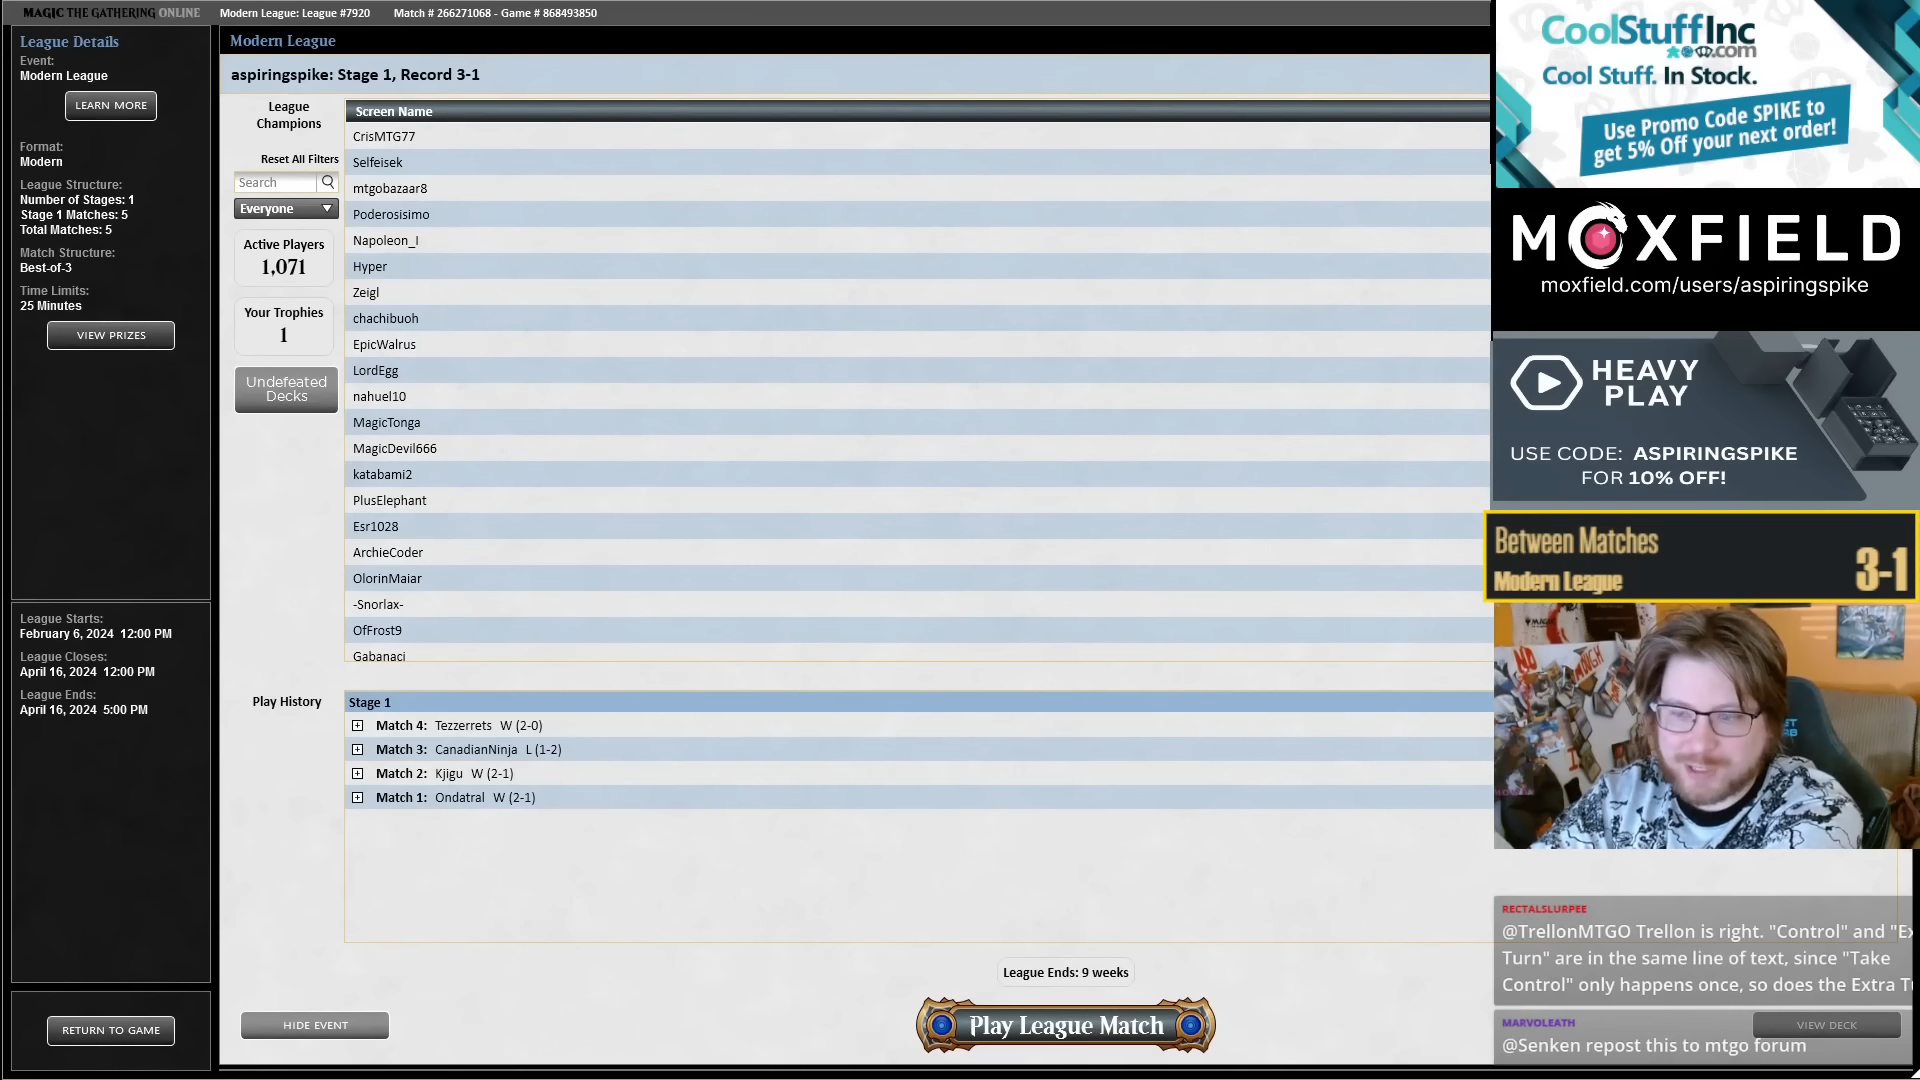 MAGIC THE GATHERING ONLINE
Modern League: League #7920
Match # 266271068 - Game # 868493850
League Details
Event:
Modern League
LEARN MORE
Format:
Modern
League Structure:
Number of Stages: 1
Stage 1 Matches: 5
Total Matches: 5
Match Structure:
Best-of-3
Time Limits:
25 Minutes
VIEW PRIZES
League Starts:
February 6, 2024 12:00 PM
League Closes:
April 16, 2024 12:00 PM
League Ends:
April 16, 2024 5:00 PM
RETURN TO GAME
Modern League
aspiringspike: Stage 1, Record 3-1
League
Champions
Reset All Filters
Search
Everyone
Active Players
1,071
Your Trophies
1
Undefeated
Decks
Screen Name
CrisMTG77
Selfeisek
mtgobazaar8
Poderosisimo
Napoleon_I
Hyper
Zeigl
chachibuoh
EpicWalrus
LordEgg
nahuel10
MagicTonga
MagicDevil666
katabami2
PlusElephant
Esr1028
ArchieCoder
OlorinMaiar
-Snorlax-
OfFrost9
Gabanaci
Play History
Stage 1
Match 4: Tezzerrets W (2-0)
Match 3: CanadianNinja L (1-2)
Match 2: Kjigu W (2-1)
Match 1: Ondatral W (2-1)
League Ends: 9 weeks
HIDE EVENT
Play League Match
CoolStuffInc
.com
Cool Stuff. In Stock.
Use Promo Code SPIKE to
get 5% Off your next order!
MOXFIELD
moxfield.com/users/aspiringspike
HEAVY
PLAY
USE CODE: ASPIRINGSPIKE
FOR 10% OFF!
Between Matches
Modern League
3-1
NO
RECTALSLURPEE
@TrellonMTGO Trellon is right. "Control" and "Ex
Turn" are in the same line of text, since "Take
Control" only happens once, so does the Extra T
MARVOLEATH
VIEW DECK
@Senken repost this to mtgo forum